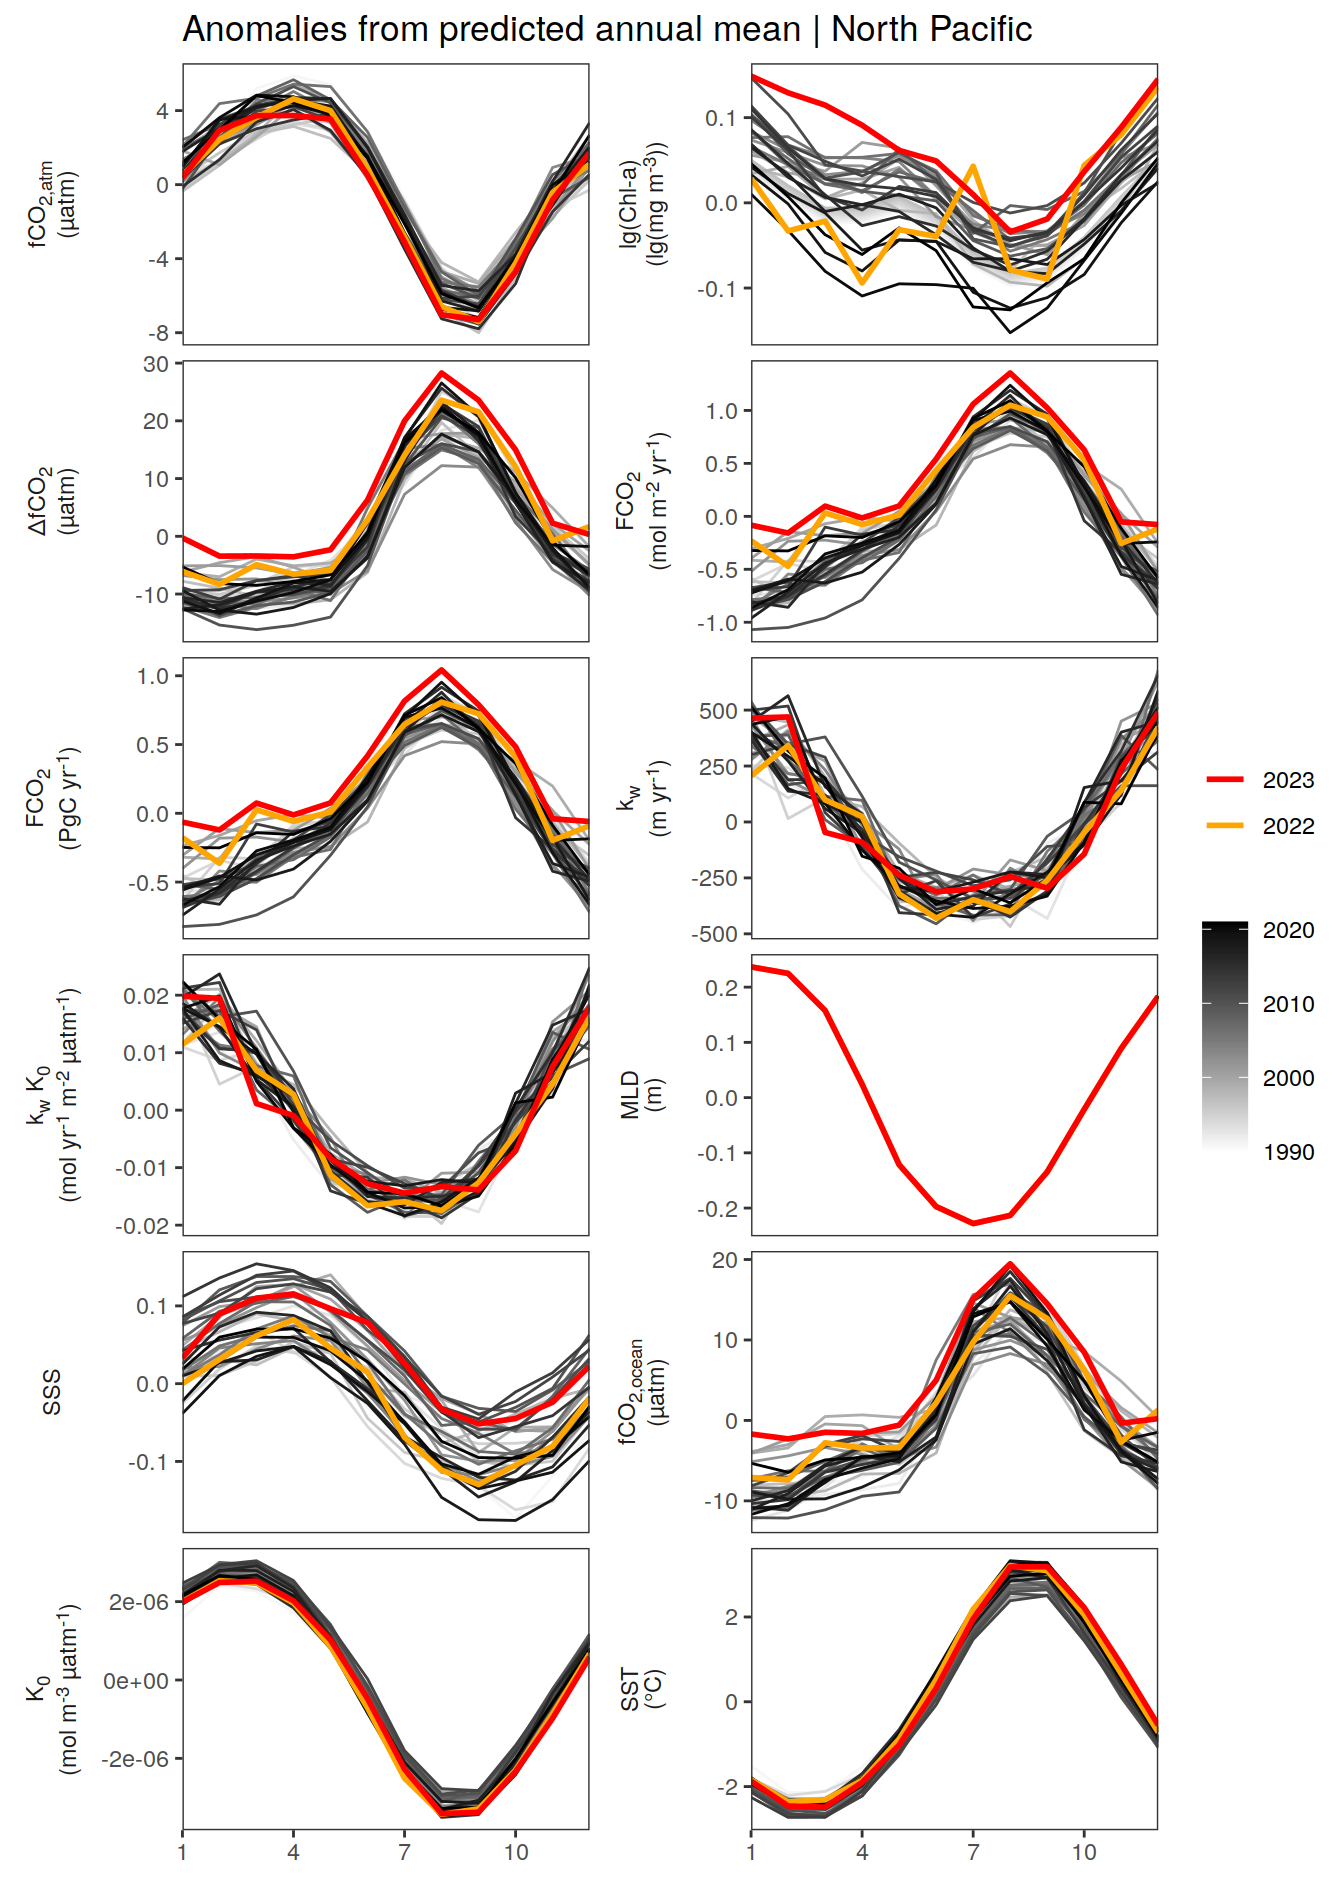 Anomalies from predicted annual mean | North Pacific
fCO2,atm
(µatm)
4
0
-4
-8
lg(Chl-a)
(lg(mg m-3))
0.1
0.0
-0.1
ΔfCO2
(µatm)
30
20
10
0
-10
FCO2
(mol m-2 yr-1)
1.0
0.5
0.0
-0.5
-1.0
FCO2
(PgC yr-1)
1.0
0.5
0.0
-0.5
kw
(m yr-1)
500
250
0
-250
-500
kw K0
(mol yr-1 m-2 µatm-1)
0.02
0.01
0.00
-0.01
-0.02
MLD
(m)
0.2
0.1
0.0
-0.1
-0.2
SSS
0.1
0.0
-0.1
fCO2,ocean
(µatm)
20
10
0
-10
K0
(mol m-3 µatm-1)
2e-06
0e+00
-2e-06
SST
(°C)
2
0
-2
1 4 7 10
1 4 7 10
2023
2022
2020
2010
2000
1990